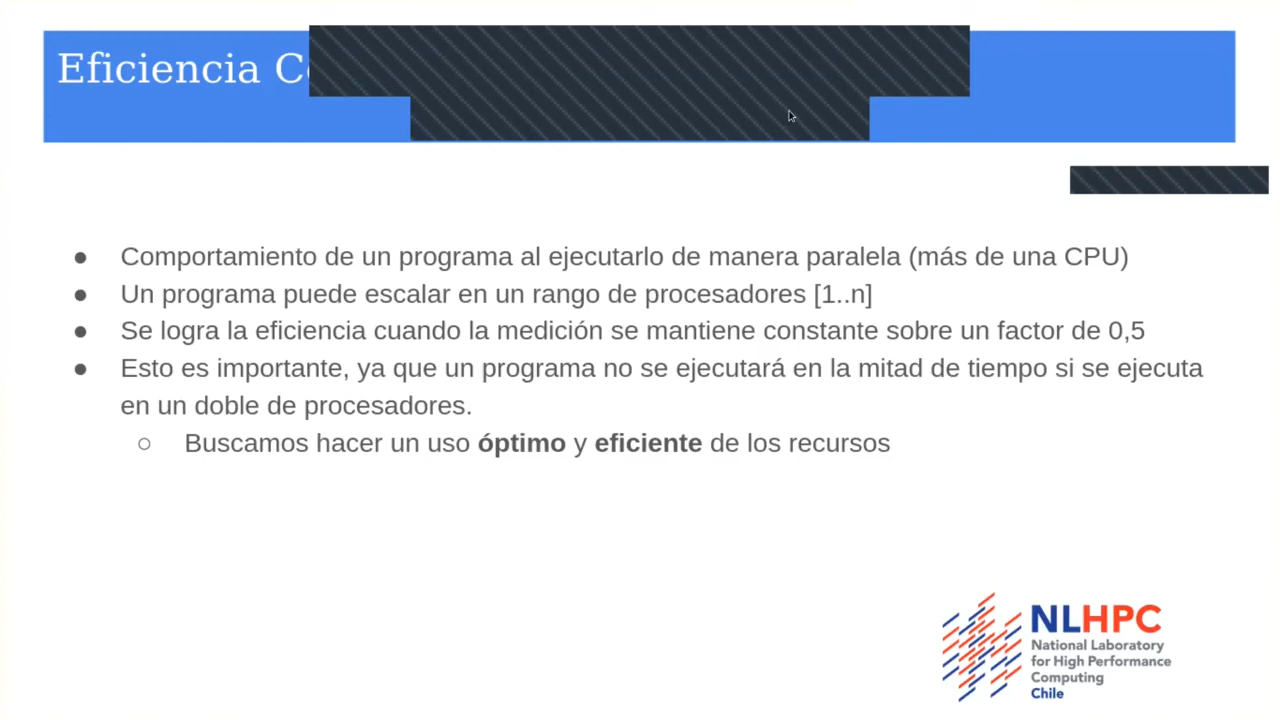 Eficiencia
● Comportamiento de un programa al ejecutarlo de manera paralela (más de una CPU)
● Un programa puede escalar en un rango de procesadores [1..n]
● Se logra la eficiencia cuando la medición se mantiene constante sobre un factor de 0,5
● Esto es importante, ya que un programa no se ejecutará en la mitad de tiempo si se ejecuta
en un doble de procesadores.
○ Buscamos hacer un uso óptimo y eficiente de los recursos
NLHPC
National Laboratory
for High Performance
Computing
Chile